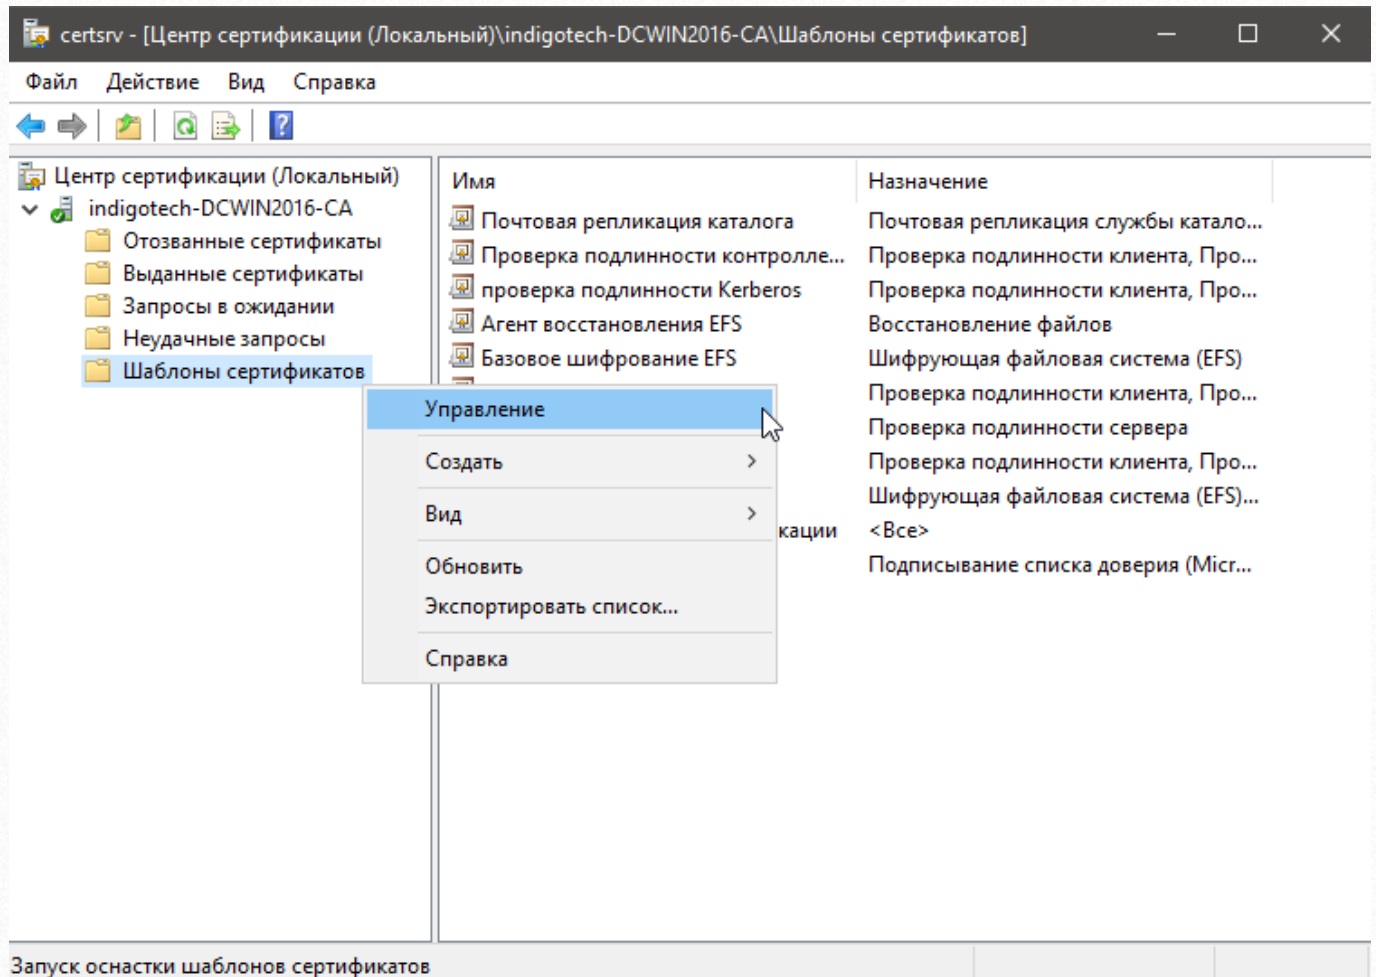 certsrv - [Центр сертификации (Локальный)\indigotech-DCWIN2016-CA\Шаблоны сертификатов]
Файл Действие Вид Справка
Центр сертификации (Локальный)
indigotech-DCWIN2016-CA
Отозванные сертификаты
Выданные сертификаты
Запросы в ожидании
Неудачные запросы
Шаблоны сертификатов
Имя Назначение
Почтовая репликация каталога Почтовая репликация службы катало...
Проверка подлинности контролле... Проверка подлинности клиента, Про...
проверка подлинности Kerberos Проверка подлинности клиента, Про...
Агент восстановления EFS Восстановление файлов
Базовое шифрование EFS Шифрующая файловая система (EFS)
Проверка подлинности клиента, Про...
Проверка подлинности сервера
Проверка подлинности клиента, Про...
Шифрующая файловая система (EFS)...
кации <Все>
Подписывание списка доверия (Micr...
Управление
Создать
Вид
Обновить
Экспортировать список...
Справка
Запуск оснастки шаблонов сертификатов